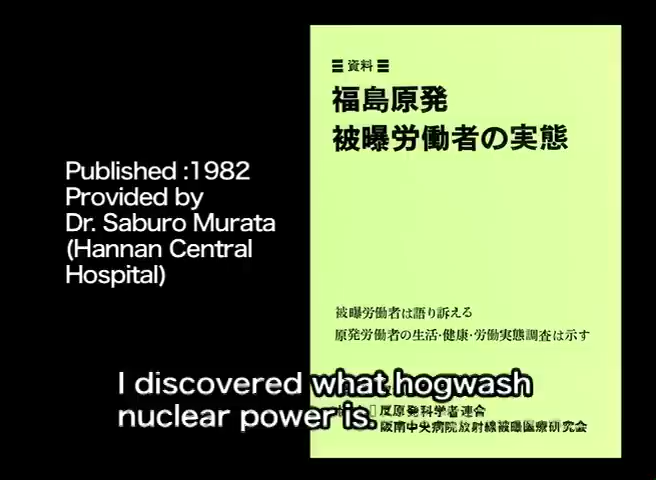 Published :1982
Provided by
Dr. Saburo Murata
(Hannan Central
Hospital)
資料
福島原発
被曝労働者の実態
被曝労働者は語り訴える
原発労働者の生活・健康・労働実態調査は示す
反原発科学者連合
阪南中央病院放射線被曝医療研究会
I discovered what hogwash
nuclear power is.